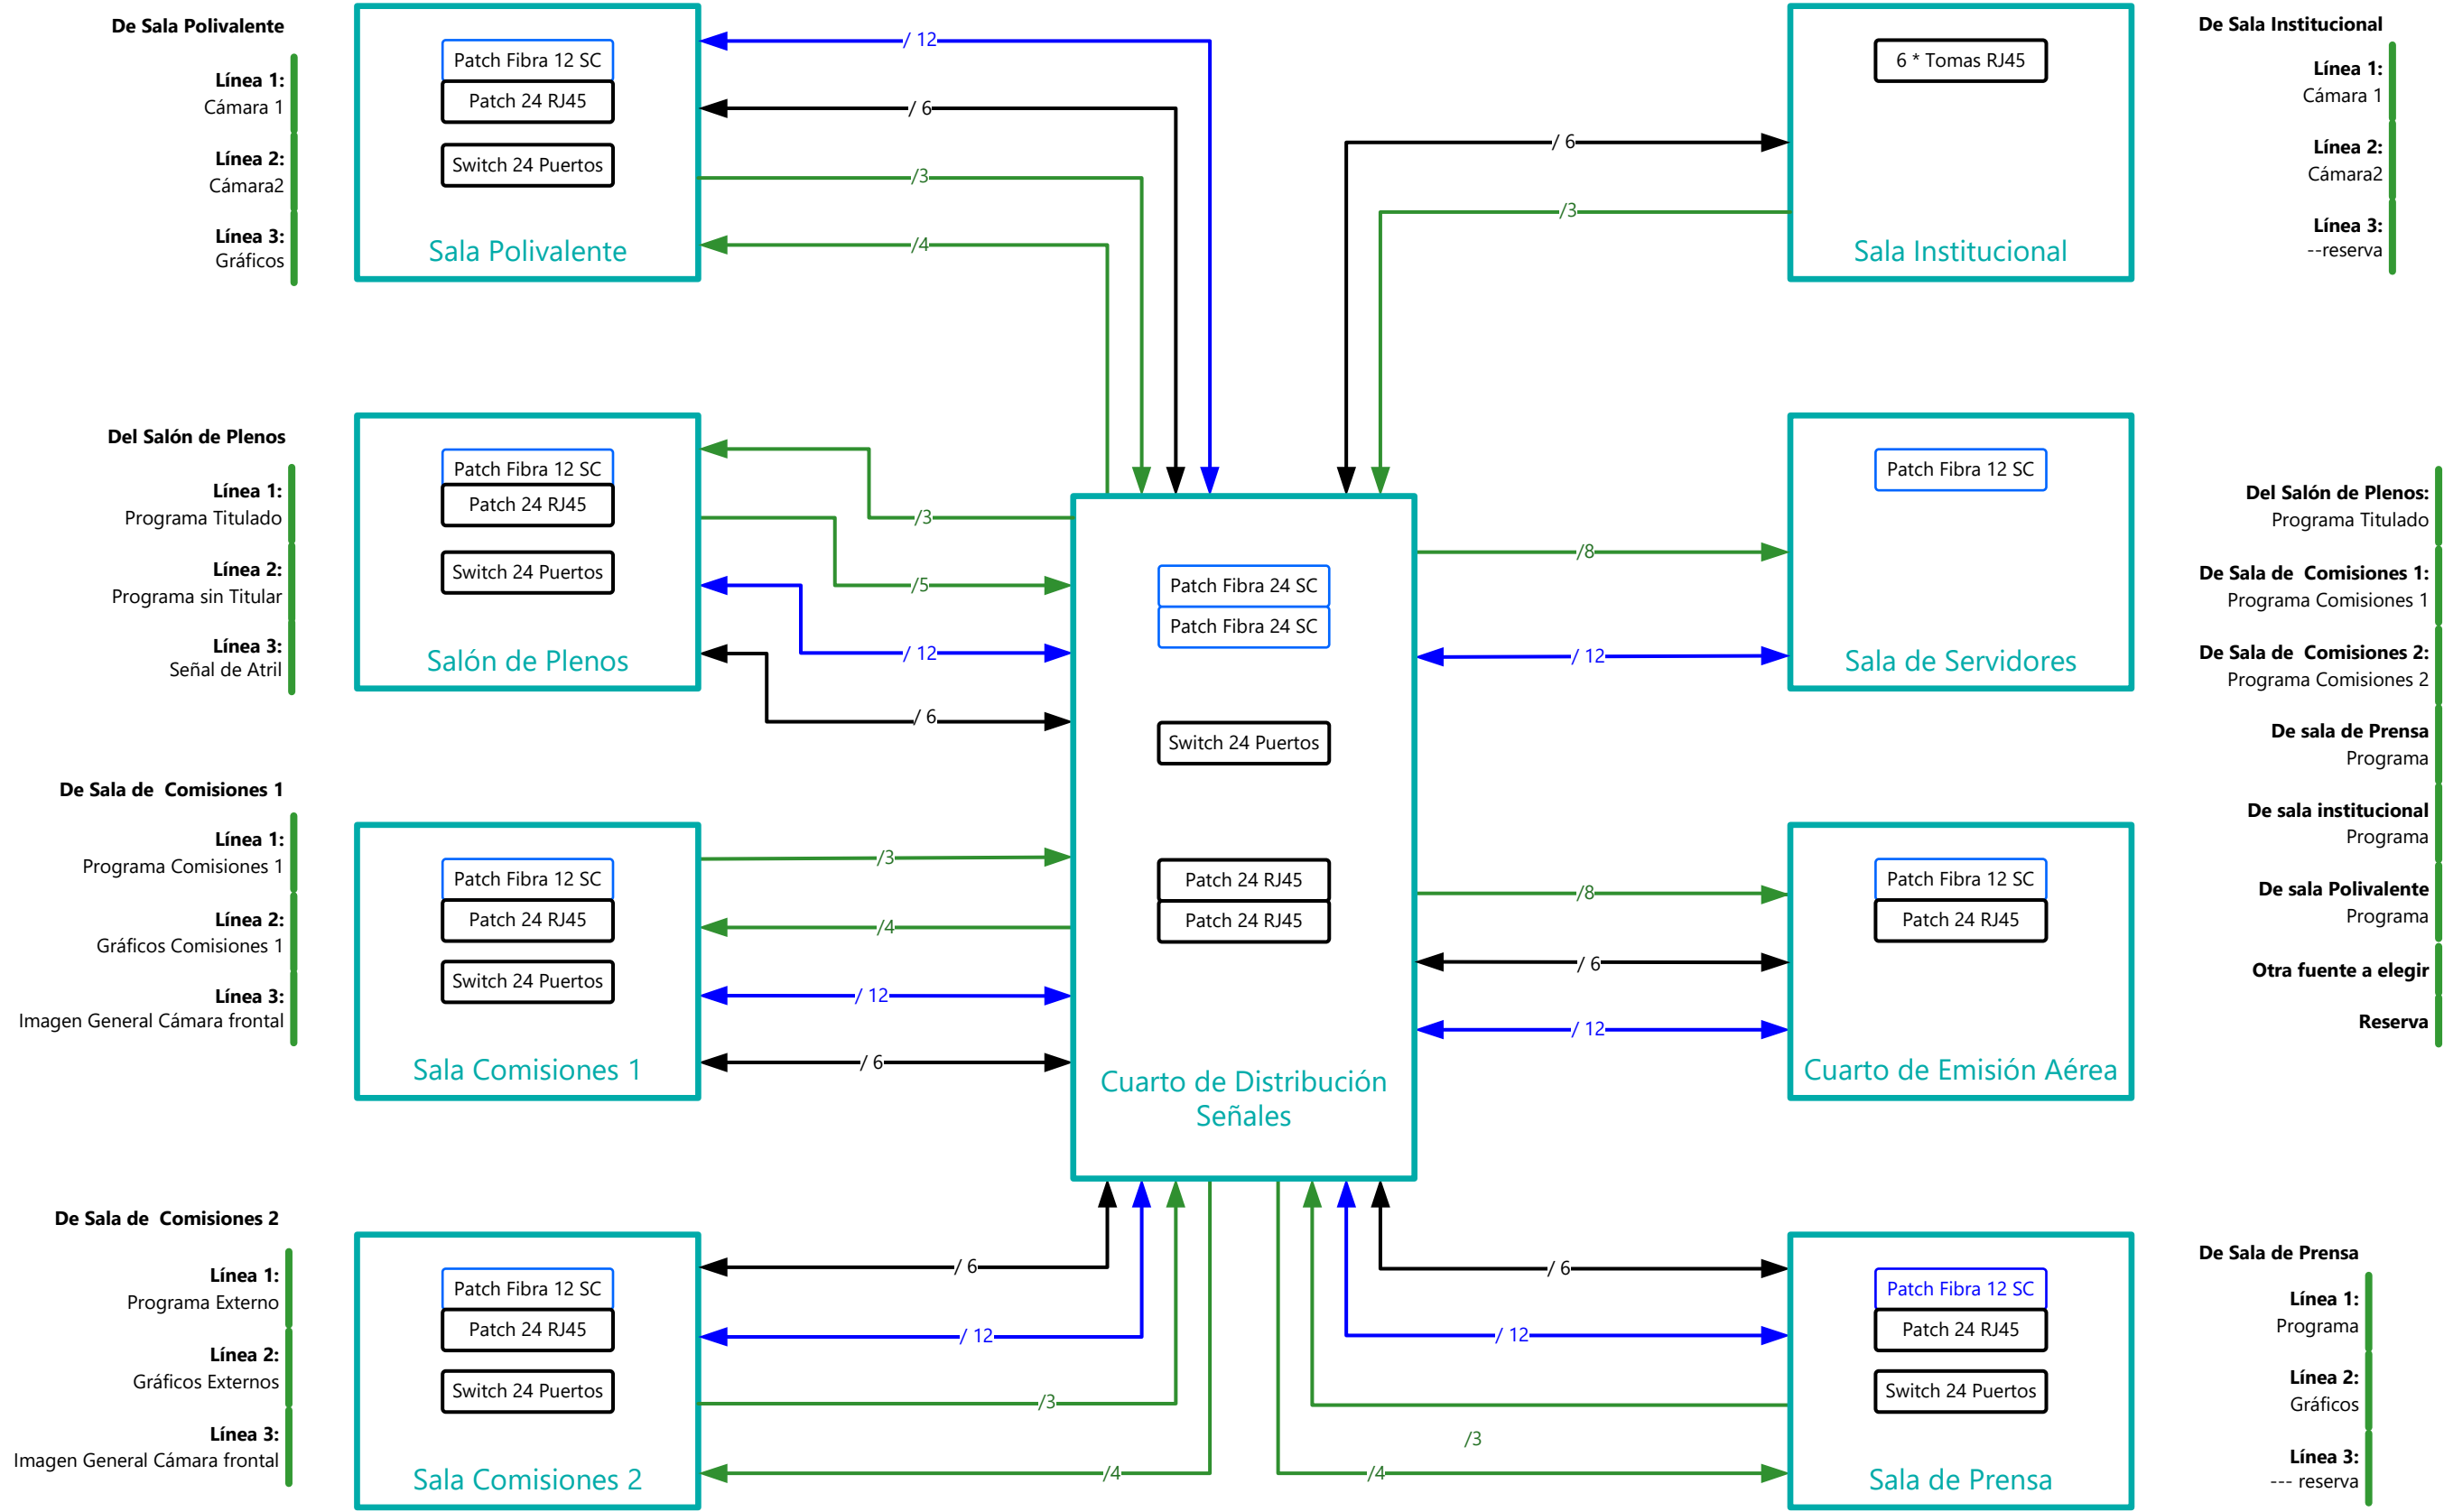 De Sala Polivalente
Línea 1:
Cámara 1
Línea 2:
Cámara2
Línea 3:
Gráficos
Patch Fibra 12 SC
Patch 24 RJ45
Switch 24 Puertos
Sala Polivalente
/ 12
/ 6
/3
/4
6 * Tomas RJ45
Sala Institucional
/ 6
/3
De Sala Institucional
Línea 1:
Cámara 1
Línea 2:
Cámara2
Línea 3:
--reserva
Del Salón de Plenos
Línea 1:
Programa Titulado
Línea 2:
Programa sin Titular
Línea 3:
Señal de Atril
Patch Fibra 12 SC
Patch 24 RJ45
Switch 24 Puertos
Salón de Plenos
/3
/5
/ 12
/ 6
Patch Fibra 24 SC
Patch Fibra 24 SC
Switch 24 Puertos
Patch 24 RJ45
Patch 24 RJ45
Cuarto de Distribución
Señales
/8
/ 12
Patch Fibra 12 SC
Sala de Servidores
Del Salón de Plenos:
Programa Titulado
De Sala de  Comisiones 1:
Programa Comisiones 1
De Sala de  Comisiones 2:
Programa Comisiones 2
De sala de Prensa
Programa
De sala institucional
Programa
De sala Polivalente
Programa
Otra fuente a elegir
Reserva
De Sala de  Comisiones 1
Línea 1:
Programa Comisiones 1
Línea 2:
Gráficos Comisiones 1
Línea 3:
Imagen General Cámara frontal
Patch Fibra 12 SC
Patch 24 RJ45
Switch 24 Puertos
Sala Comisiones 1
/3
/4
/ 12
/ 6
/8
/ 6
/ 12
Patch Fibra 12 SC
Patch 24 RJ45
Cuarto de Emisión Aérea
De Sala de  Comisiones 2
Línea 1:
Programa Externo
Línea 2:
Gráficos Externos
Línea 3:
Imagen General Cámara frontal
Patch Fibra 12 SC
Patch 24 RJ45
Switch 24 Puertos
Sala Comisiones 2
/ 6
/ 12
/3
/4
/ 6
/ 12
/3
/4
Patch Fibra 12 SC
Patch 24 RJ45
Switch 24 Puertos
Sala de Prensa
De Sala de Prensa
Línea 1:
Programa
Línea 2:
Gráficos
Línea 3:
--- reserva